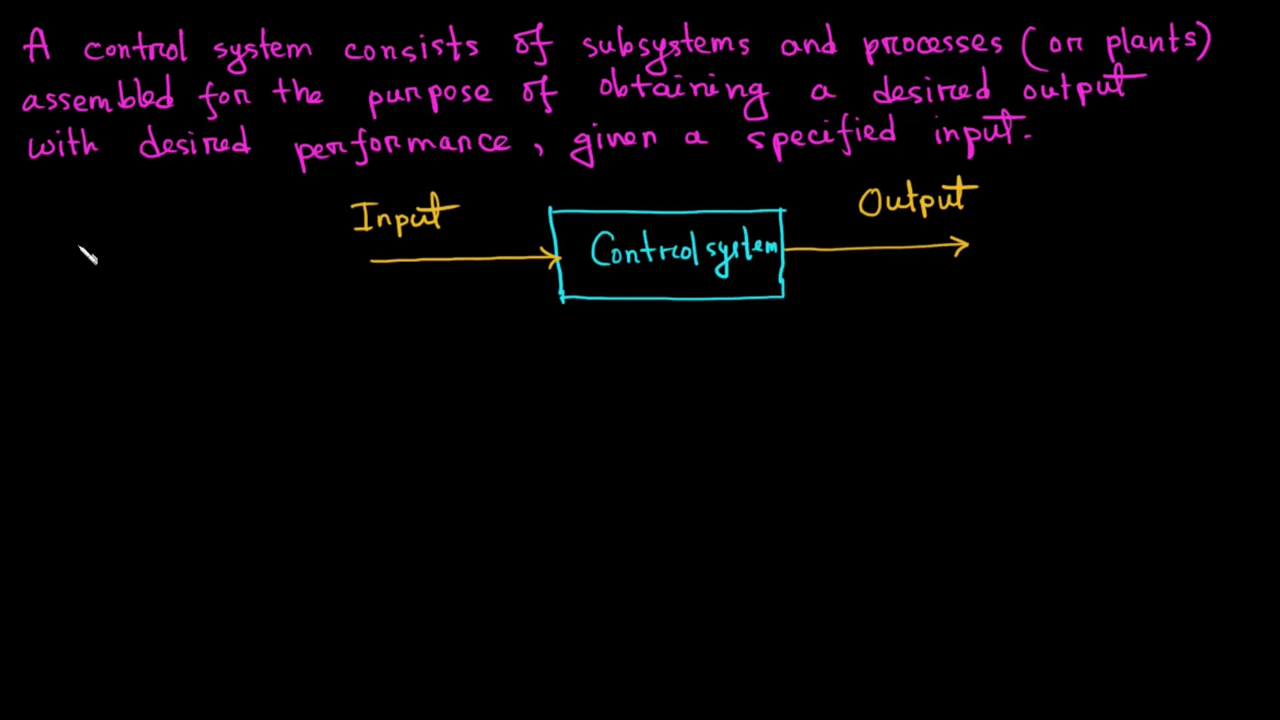 A control system consists of subsystems and processes (or plants)
assembled for the purpose of obtaining a desired output
with desired performance, given a specified input.
Input
Output
Control system